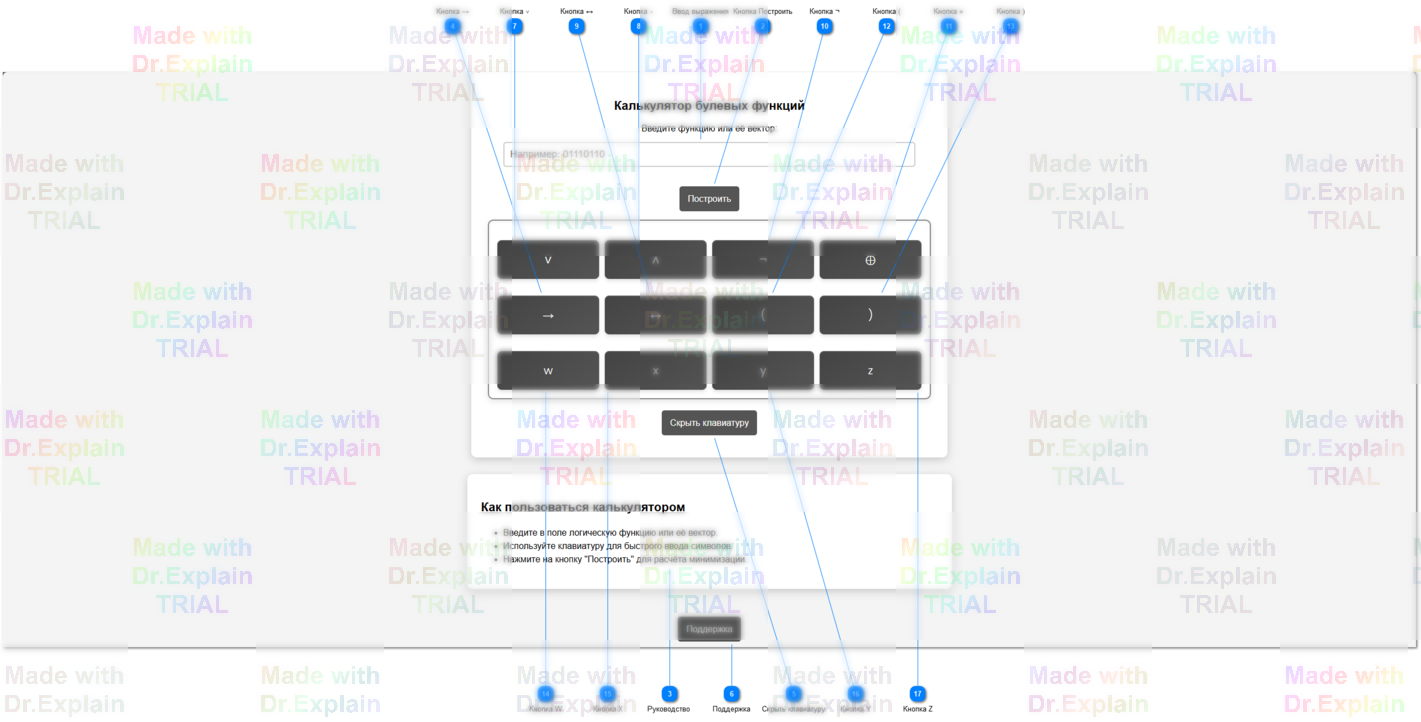 Кнопка → Кнопка v Кнопка ↔ Кнопка - Ввод выражения Кнопка Построить Кнопка ¬ Кнопка ( Кнопка + Кнопка )
4 7 9 8 1 2 10 12 11 13
Made with
Dr.Explain
TRIAL
Калькулятор булевых функций
Введите функцию или её вектор:
Например: 01110110
Построить
v ʌ ¬ ⊕
→ ↔ ( )
w x y z
Скрыть клавиатуру
Как пользоваться калькулятором
• Введите в поле логическую функцию или её вектор.
• Используйте клавиатуру для быстрого ввода символов.
• Нажмите на кнопку "Построить" для расчёта минимизации.
Поддержка
14 15 3 6 5 16 17
Кнопка W. Кнопка X Руководство Поддержка Скрыть клавиатуру Кнопка Y Кнопка Z